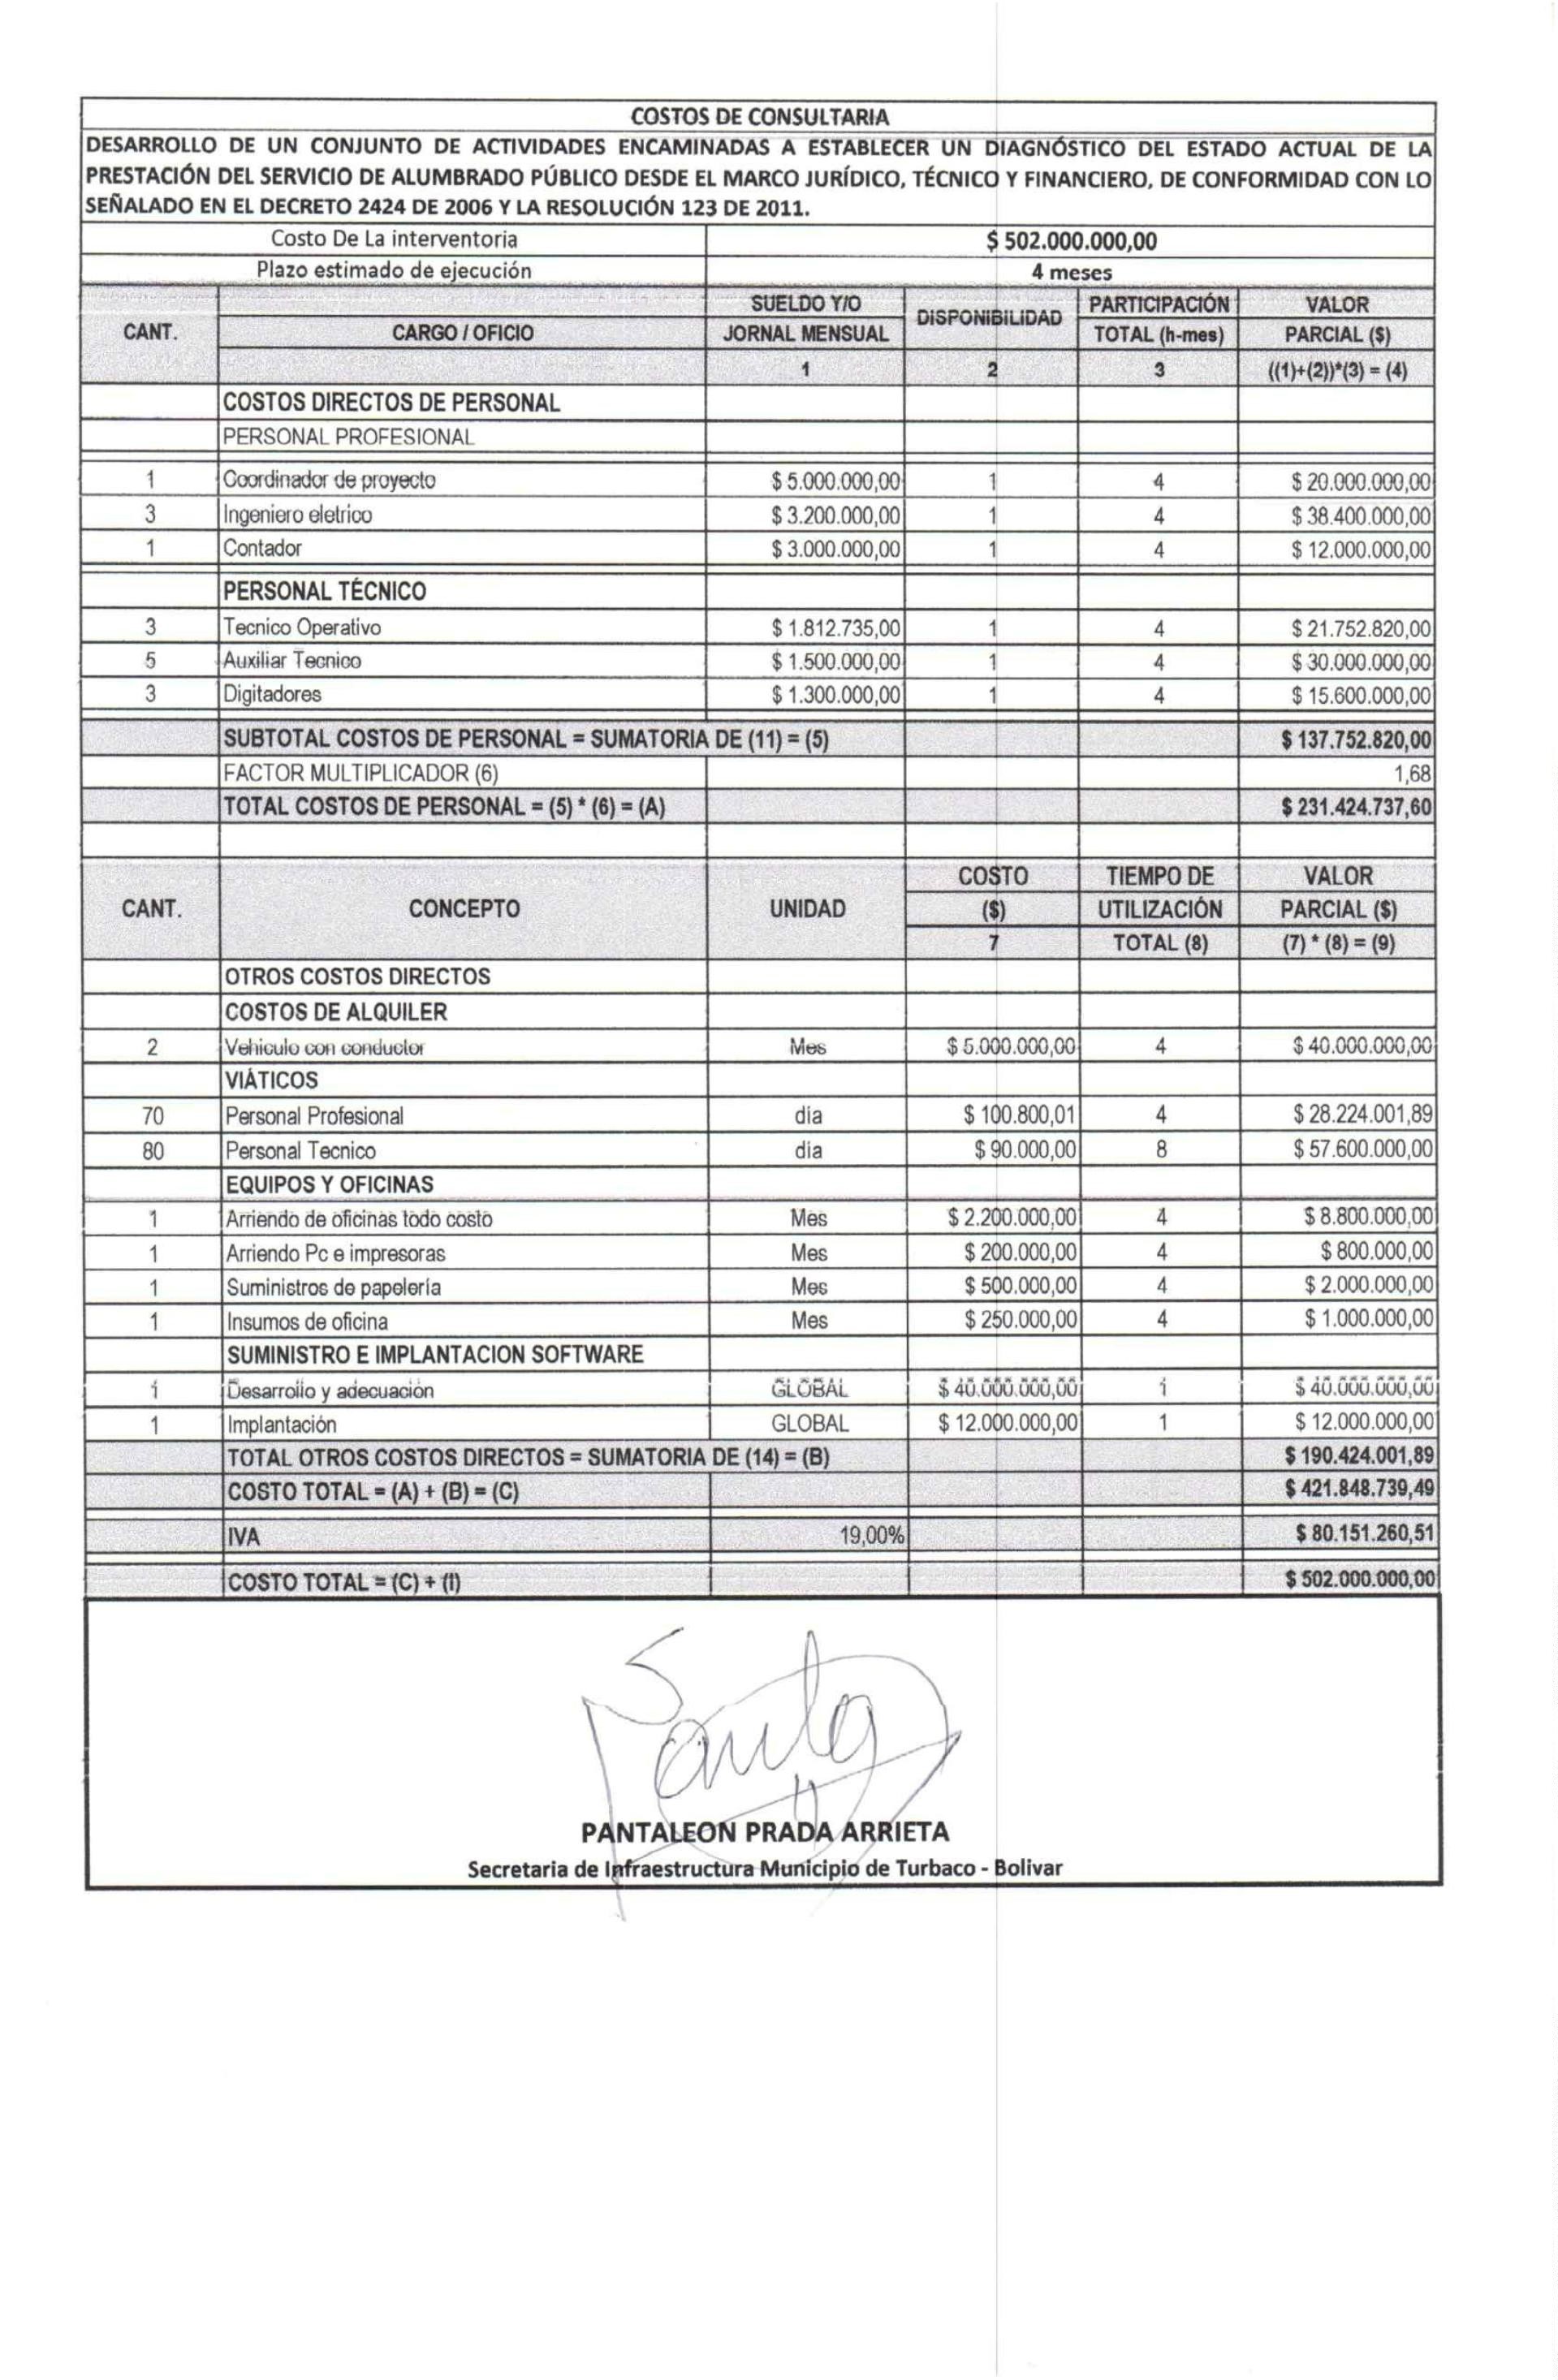 COSTOS DE CONSULTARIA
DESARROLLO DE UN CONJUNTO DE ACTIVIDADES ENCAMINADAS A ESTABLECER UN DIAGNÓSTICO DEL ESTADO ACTUAL DE LA
PRESTACIÓN DEL SERVICIO DE ALUMBRADO PÚBLICO DESDE EL MARCO JURÍDICO, TÉCNICO Y FINANCIERO, DE CONFORMIDAD CON LO
SEÑALADO EN EL DECRETO 2424 DE 2006 Y LA RESOLUCIÓN 123 DE 2011.
Costo De La interventoria $ 502.000.000,00
Plazo estimado de ejecución 4 meses
SUELDO Y/O PARTICIPACIÓN VALOR
CANT. CARGO / OFICIO JORNAL MENSUAL DISPONIBILIDAD TOTAL (h-mes) PARCIAL ($)
1 2 3 ((1)+(2))*(3) = (4)
COSTOS DIRECTOS DE PERSONAL
PERSONAL PROFESIONAL
1 Coordinador de proyecto $ 5.000.000,00 1 4 $ 20.000.000,00
3 Ingeniero eletrico $ 3.200.000,00 1 4 $ 38.400.000,00
1 Contador $ 3.000.000,00 1 4 $ 12.000.000,00
PERSONAL TÉCNICO
3 Tecnico Operativo $ 1.812.735,00 1 4 $ 21.752.820,00
5 Auxiliar Tecnico $ 1.500.000,00 1 4 $ 30.000.000,00
3 Digitadores $ 1.300.000,00 1 4 $ 15.600.000,00
SUBTOTAL COSTOS DE PERSONAL = SUMATORIA DE (11) = (5) $ 137.752.820,00
FACTOR MULTIPLICADOR (6) 1,68
TOTAL COSTOS DE PERSONAL = (5) * (6) = (A) $ 231.424.737,60
COSTO TIEMPO DE VALOR
CANT. CONCEPTO UNIDAD ($) UTILIZACIÓN PARCIAL ($)
7 TOTAL (8) (7) * (8) = (9)
OTROS COSTOS DIRECTOS
COSTOS DE ALQUILER
2 Vehiculo con conductor Mes $ 5.000.000,00 4 $ 40.000.000,00
VIÁTICOS
70 Personal Profesional dia $ 100.800,01 4 $ 28.224.001,89
80 Personal Tecnico dia $ 90.000,00 8 $ 57.600.000,00
EQUIPOS Y OFICINAS
1 Arriendo de oficinas todo costo Mes $ 2.200.000,00 4 $ 8.800.000,00
1 Arriendo Pc e impresoras Mes $ 200.000,00 4 $ 800.000,00
1 Suministros de papelería Mes $ 500.000,00 4 $ 2.000.000,00
1 Insumos de oficina Mes $ 250.000,00 4 $ 1.000.000,00
SUMINISTRO E IMPLANTACION SOFTWARE
1 Desarrollo y adecuación GLOBAL $ 40.000.000,00 1 $ 40.000.000,00
1 Implantación GLOBAL $ 12.000.000,00 1 $ 12.000.000,00
TOTAL OTROS COSTOS DIRECTOS = SUMATORIA DE (14) = (B) $ 190.424.001,89
COSTO TOTAL = (A) + (B) = (C) $ 421.848.739,49
IVA 19,00% $ 80.151.260,51
COSTO TOTAL = (C) + (I) $ 502.000.000,00
PANTALEON PRADA ARRIETA
Secretaria de Infraestructura Municipio de Turbaco - Bolivar